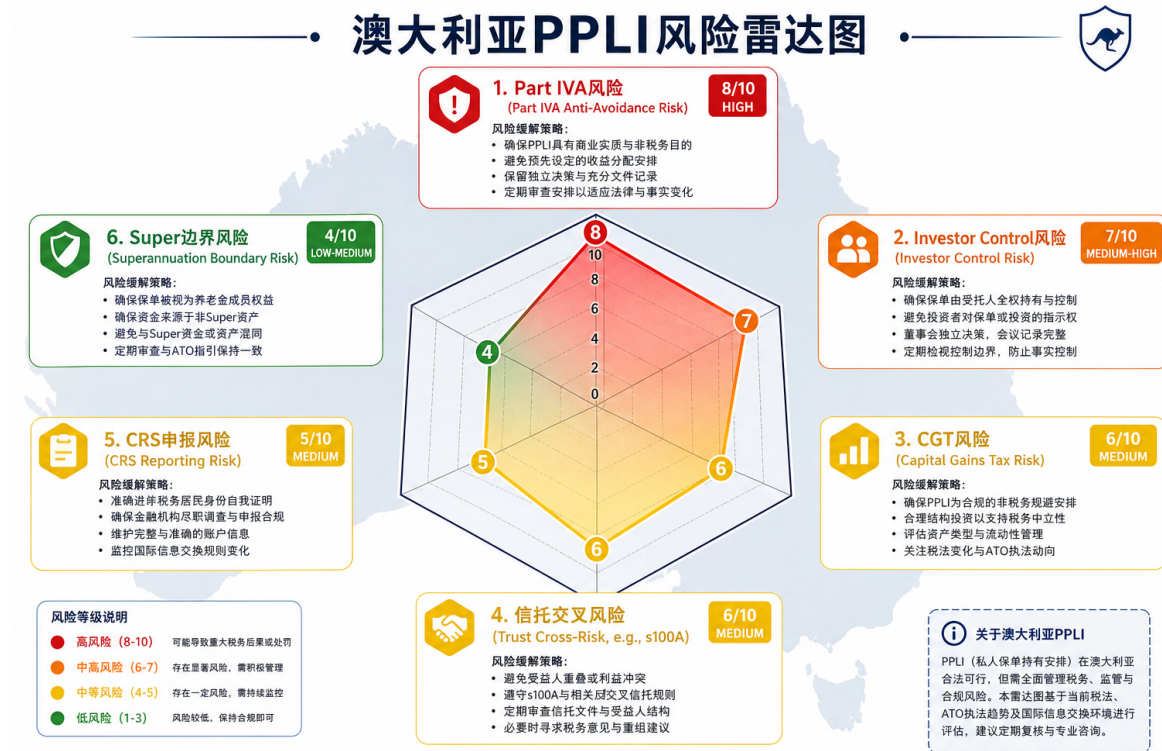 澳大利亚PPLI风险雷达图
1. Part IVA风险
(Part IVA Anti-Avoidance Risk)
8/10
HIGH
风险缓解策略：
• 确保PPLI具有商业实质与非税务目的
• 避免预先设定的收益分配安排
• 保留独立决策与充分文件记录
• 定期审查安排以适应法律与事实变化
6. Super边界风险
(Superannuation Boundary Risk)
4/10
LOW-MEDIUM
风险缓解策略：
• 确保保单被视为养老金成员权益
• 确保资金来源于非Super资产
• 避免与Super资金或资产混同
• 定期审查与ATO指引保持一致
2. Investor Control风险
(Investor Control Risk)
7/10
MEDIUM-HIGH
风险缓解策略：
• 确保保单由受托人全权持有与控制
• 避免投资者对保单或投资的指示权
• 董事会独立决策，会议记录完整
• 定期检视控制边界，防止事实控制
8
10
8
6
4
2
0
7
6
6
5
4
5. CRS申报风险
(CRS Reporting Risk)
5/10
MEDIUM
风险缓解策略：
• 准确进行税务居民身份自我证明
• 确保金融机构尽职调查与申报合规
• 维护完整与准确的账户信息
• 监控国际信息交换规则变化
3. CGT风险
(Capital Gains Tax Risk)
6/10
MEDIUM
风险缓解策略：
• 确保PPLI为合规的非税务规避安排
• 合理结构投资以支持税务中立性
• 评估资产类型与流动性管理
• 关注税法变化与ATO执法动向
4. 信托交叉风险
(Trust Cross-Risk, e.g., s100A)
6/10
MEDIUM
风险缓解策略：
• 避免受益人重叠或利益冲突
• 遵守s100A与相关反交叉信托规则
• 定期审查信托文件与受益人结构
• 必要时寻求税务意见与重组建议
风险等级说明
高风险（8-10） 可能导致重大税务后果或处罚
中高风险（6-7） 存在显著风险，需积极管理
中等风险（4-5） 存在一定风险，需持续监控
低风险（1-3） 风险较低，保持合规即可
关于澳大利亚PPLI
PPLI（私人保单持有安排）在澳大利亚
合法可行，但需全面管理税务、监管与
合规风险。本雷达图基于当前税法、
ATO执法趋势及国际信息交换环境进行
评估，建议定期复核与专业咨询。